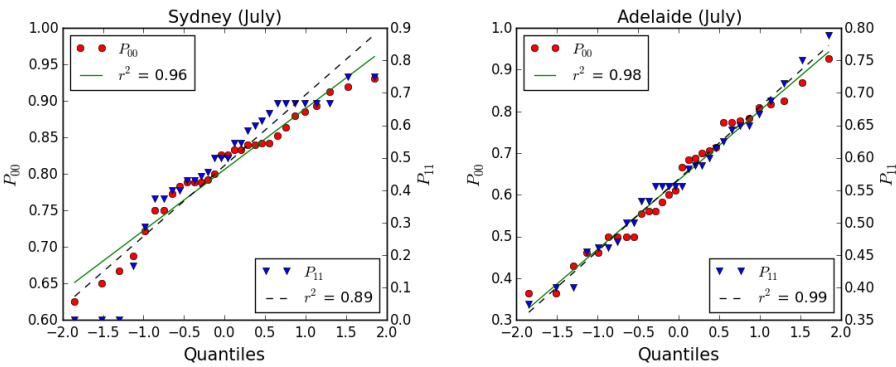 Sydney (July)
1.00
0.95
0.90
0.85
0.80
0.75
0.70
0.65
0.60
P₀₀
0.9
0.8
0.7
0.6
0.5
0.4
0.3
0.2
0.1
0.0
P₁₁
P₀₀
r² = 0.96
P₁₁
r² = 0.89
−2.0 −1.5 −1.0 −0.5 0.0 0.5 1.0 1.5 2.0
Quantiles
Adelaide (July)
1.0
0.9
0.8
0.7
0.6
0.5
0.4
0.3
P₀₀
0.80
0.75
0.70
0.65
0.60
0.55
0.50
0.45
0.40
0.35
P₁₁
P₀₀
r² = 0.98
P₁₁
r² = 0.99
−2.0 −1.5 −1.0 −0.5 0.0 0.5 1.0 1.5 2.0
Quantiles